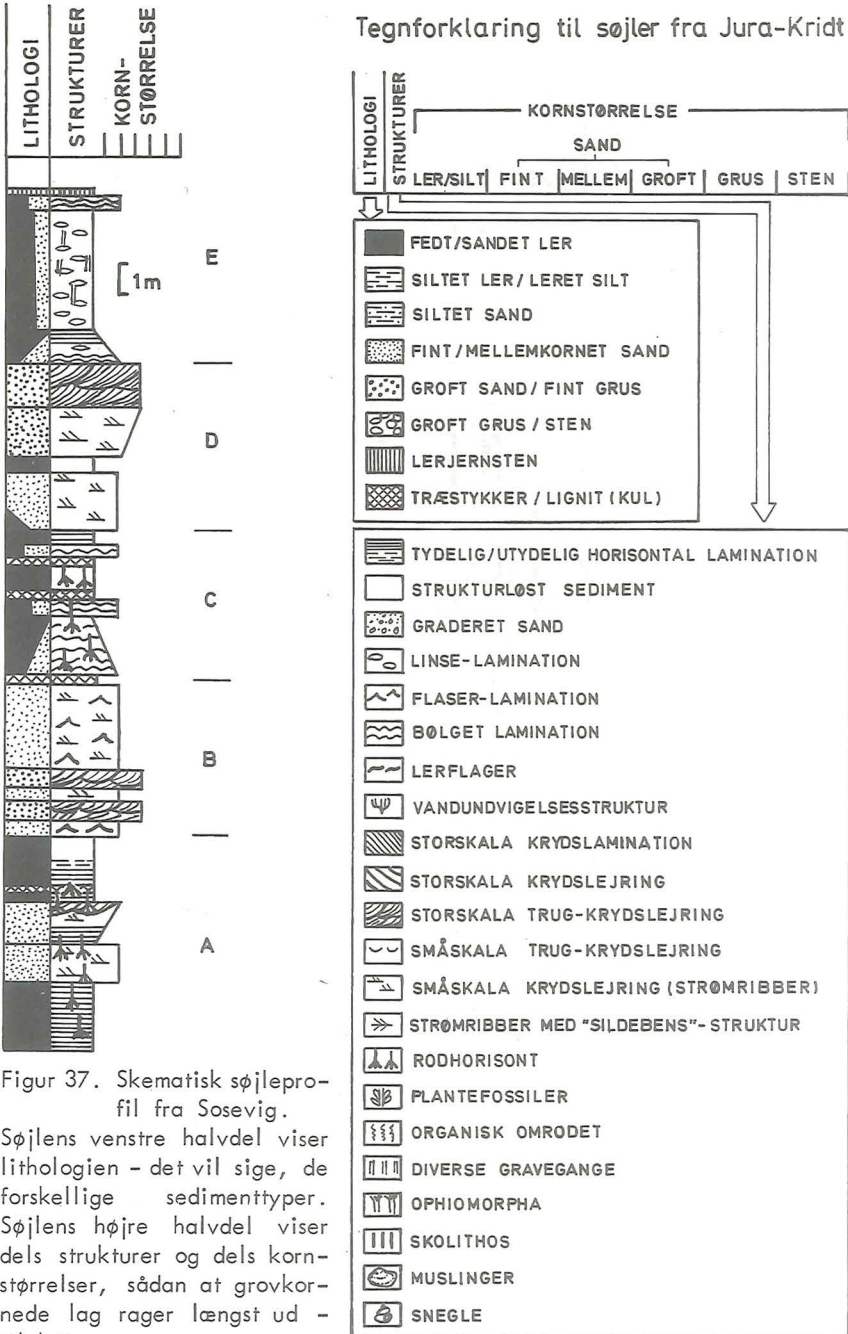 LITHOLOGI
STRUKTURER
KORN-
STØRRELSE
E
[1m
D
C
B
A
Figur 37. Skematisk søjlepro-
fil fra Sosevig.
Søjlens venstre halvdel viser
lithologien - det vil sige, de
forskellige sedimenttyper.
Søjlens højre halvdel viser
dels strukturer og dels korn-
størrelser, sådan at grovkor-
nede lag rager længst ud -
Tegnforklaring til søjler fra Jura-Kridt
LITHOLOGI
STRUKTURER
KORNSTØRRELSE
SAND
LER/SILT FINT MELLEM GROFT GRUS STEN
FEDT/SANDET LER
SILTET LER/LERET SILT
SILTET SAND
FINT/MELLEMKORNET SAND
GROFT SAND/FINT GRUS
GROFT GRUS/STEN
LERJERNSTEN
TRÆSTYKKER/LIGNIT (KUL)
TYDELIG/UTYDELIG HORISONTAL LAMINATION
STRUKTURLØST SEDIMENT
GRADERET SAND
LINSE-LAMINATION
FLASER-LAMINATION
BØLGET LAMINATION
LERFLAGER
VANDUNDVIGELSESSTRUKTUR
STORSKALA KRYDSLAMINATION
STORSKALA KRYDSLEJRING
STORSKALA TRUG-KRYDSLEJRING
SMÅSKALA TRUG-KRYDSLEJRING
SMÅSKALA KRYDSLEJRING (STRØMRIBBER)
STRØMRIBBER MED "SILDEBENS"-STRUKTUR
RODHORISONT
PLANTEFOSSILER
ORGANISK OMRODET
DIVERSE GRAVEGANGE
OPHIOMORPHA
SKOLITHOS
MUSLINGER
SNEGLE